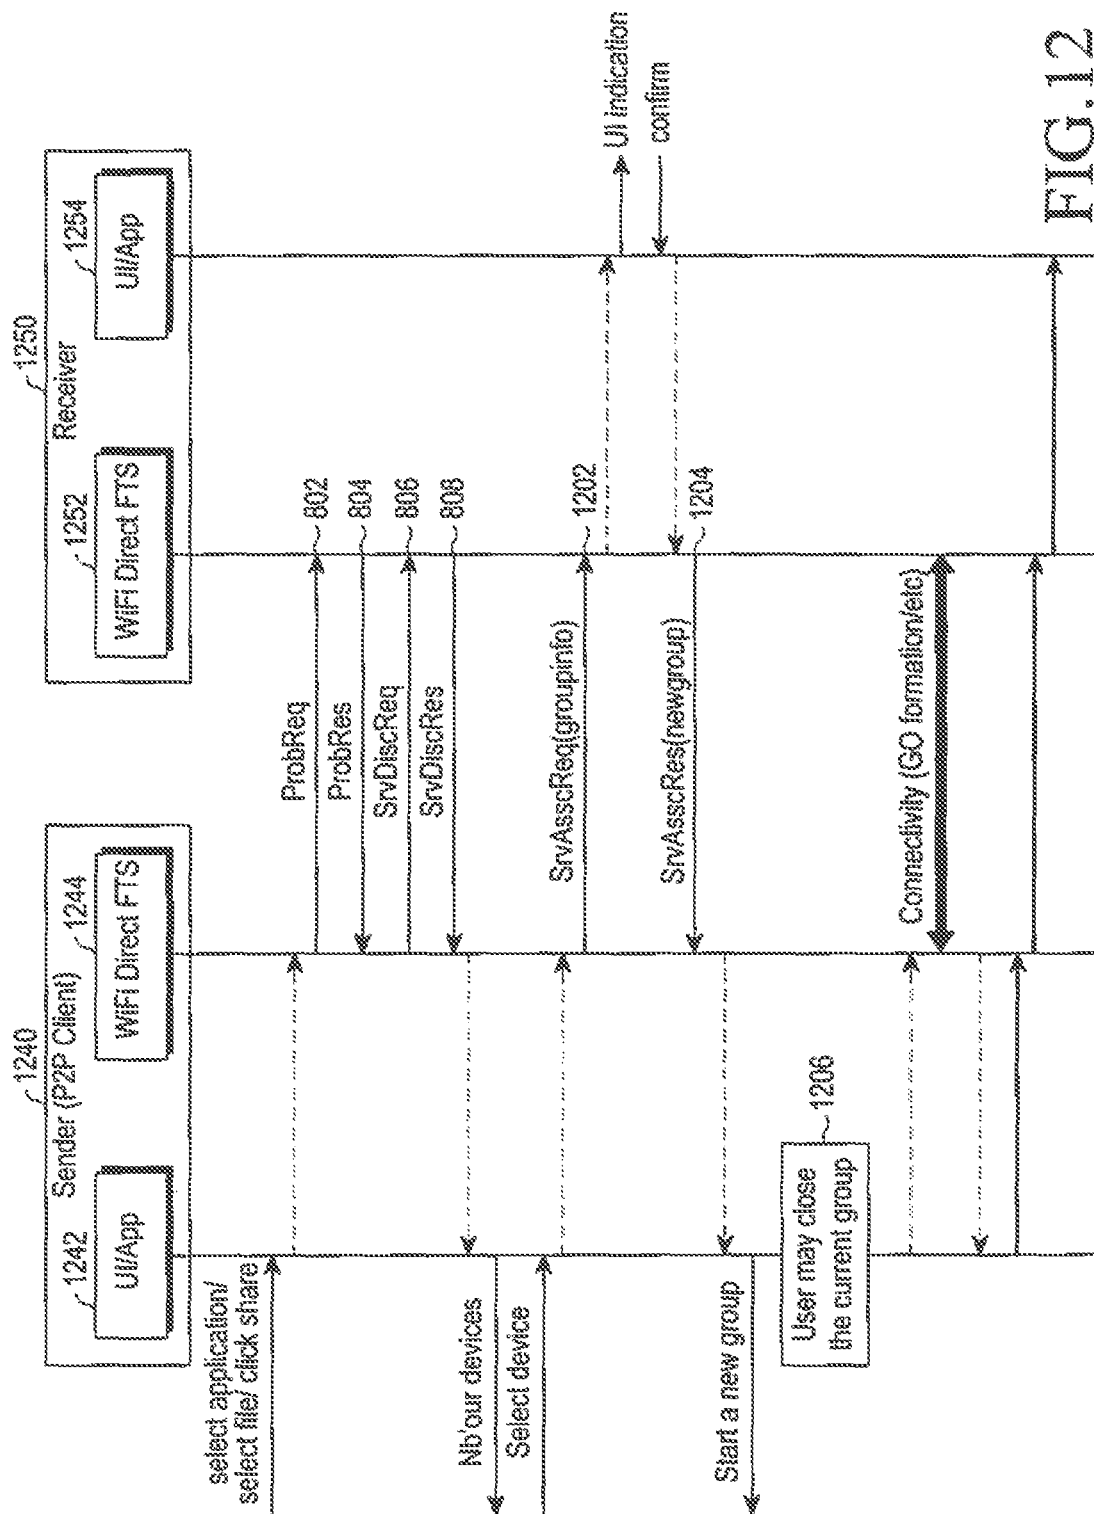 1240
Sender (P2P Client)
1242
UI/App
1244
WiFi Direct FTS
1250
Receiver
1252
WiFi Direct FTS
1254
UI/App
select application/
select file/ click share
ProbReq
802
ProbRes
804
SrvDiscReq
806
SrvDiscRes
808
Nb'our devices
Select device
SrvAsscReq(groupinfo)
1202
UI indication
confirm
SrvAsscRes(newgroup)
1204
Start a new group
User may close
the current group
1206
Connectivity (GO formation/etc)
FIG.12